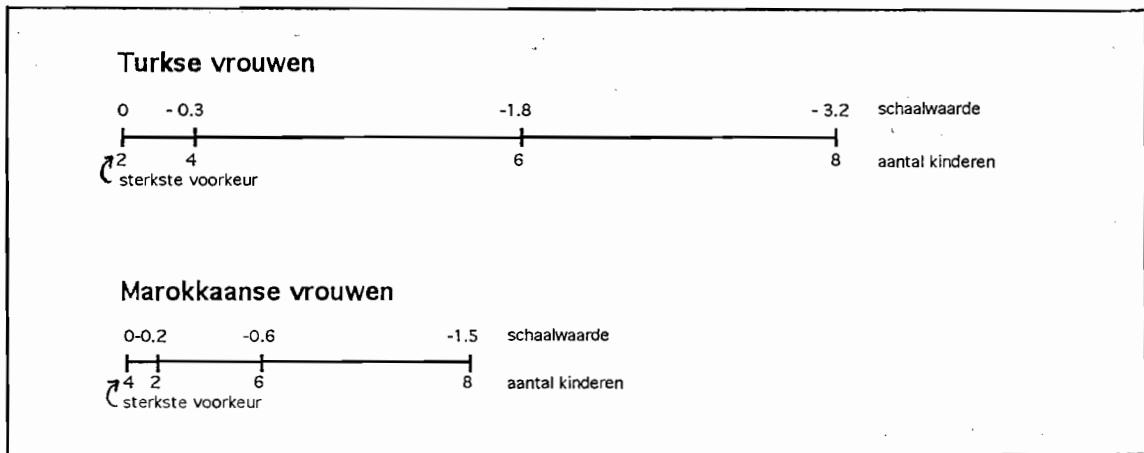 Turkse vrouwen
0 - 0.3 -1.8 - 3.2 schaalwaarde
2 4 6 8 aantal kinderen
sterkste voorkeur
Marokkaanse vrouwen
0-0.2 -0.6 -1.5 schaalwaarde
4 2 6 8 aantal kinderen
sterkste voorkeur